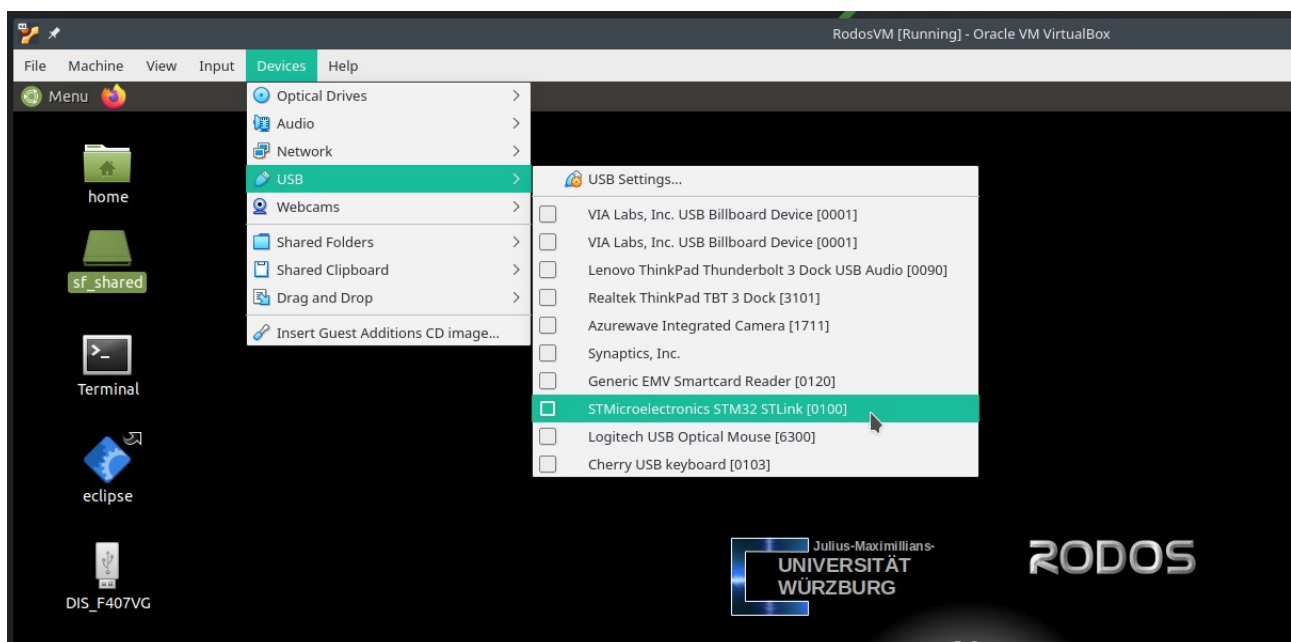 RodosVM [Running] - Oracle VM VirtualBox
File Machine View Input Devices Help
Menu
Optical Drives
Audio
Network
USB
Webcams
Shared Folders
Shared Clipboard
Drag and Drop
Insert Guest Additions CD image...
USB Settings...
VIA Labs, Inc. USB Billboard Device [0001]
VIA Labs, Inc. USB Billboard Device [0001]
Lenovo ThinkPad Thunderbolt 3 Dock USB Audio [0090]
Realtek ThinkPad TBT 3 Dock [3101]
Azurewave Integrated Camera [1711]
Synaptics, Inc.
Generic EMV Smartcard Reader [0120]
STMicroelectronics STM32 STLink [0100]
Logitech USB Optical Mouse [6300]
Cherry USB keyboard [0103]
home
sf_shared
Terminal
eclipse
DIS_F407VG
Julius-Maximillians-
UNIVERSITÄT
WÜRZBURG
RODOS